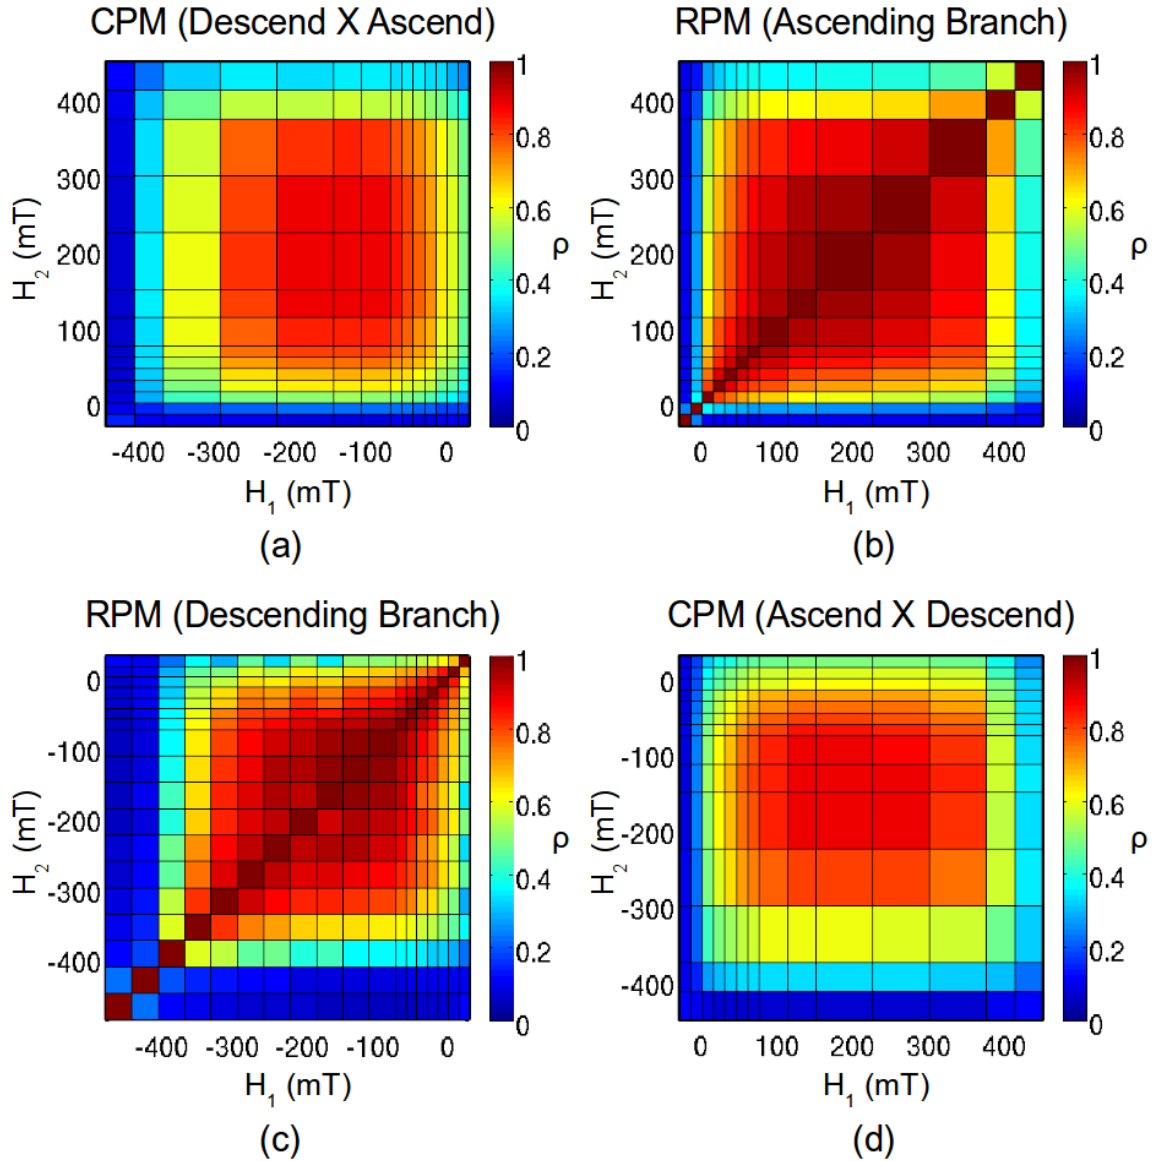 CPM (Descend X Ascend)
400
300
200
100
0
H2 (mT)
-400 -300 -200 -100 0
H1 (mT)
1
0.8
0.6
0.4
0.2
0
ρ
(a)
RPM (Ascending Branch)
400
300
200
100
0
H2 (mT)
0 100 200 300 400
H1 (mT)
1
0.8
0.6
0.4
0.2
0
ρ
(b)
RPM (Descending Branch)
0
-100
-200
-300
-400
H2 (mT)
-400 -300 -200 -100 0
H1 (mT)
1
0.8
0.6
0.4
0.2
0
ρ
(c)
CPM (Ascend X Descend)
0
-100
-200
-300
-400
H2 (mT)
0 100 200 300 400
H1 (mT)
1
0.8
0.6
0.4
0.2
0
ρ
(d)